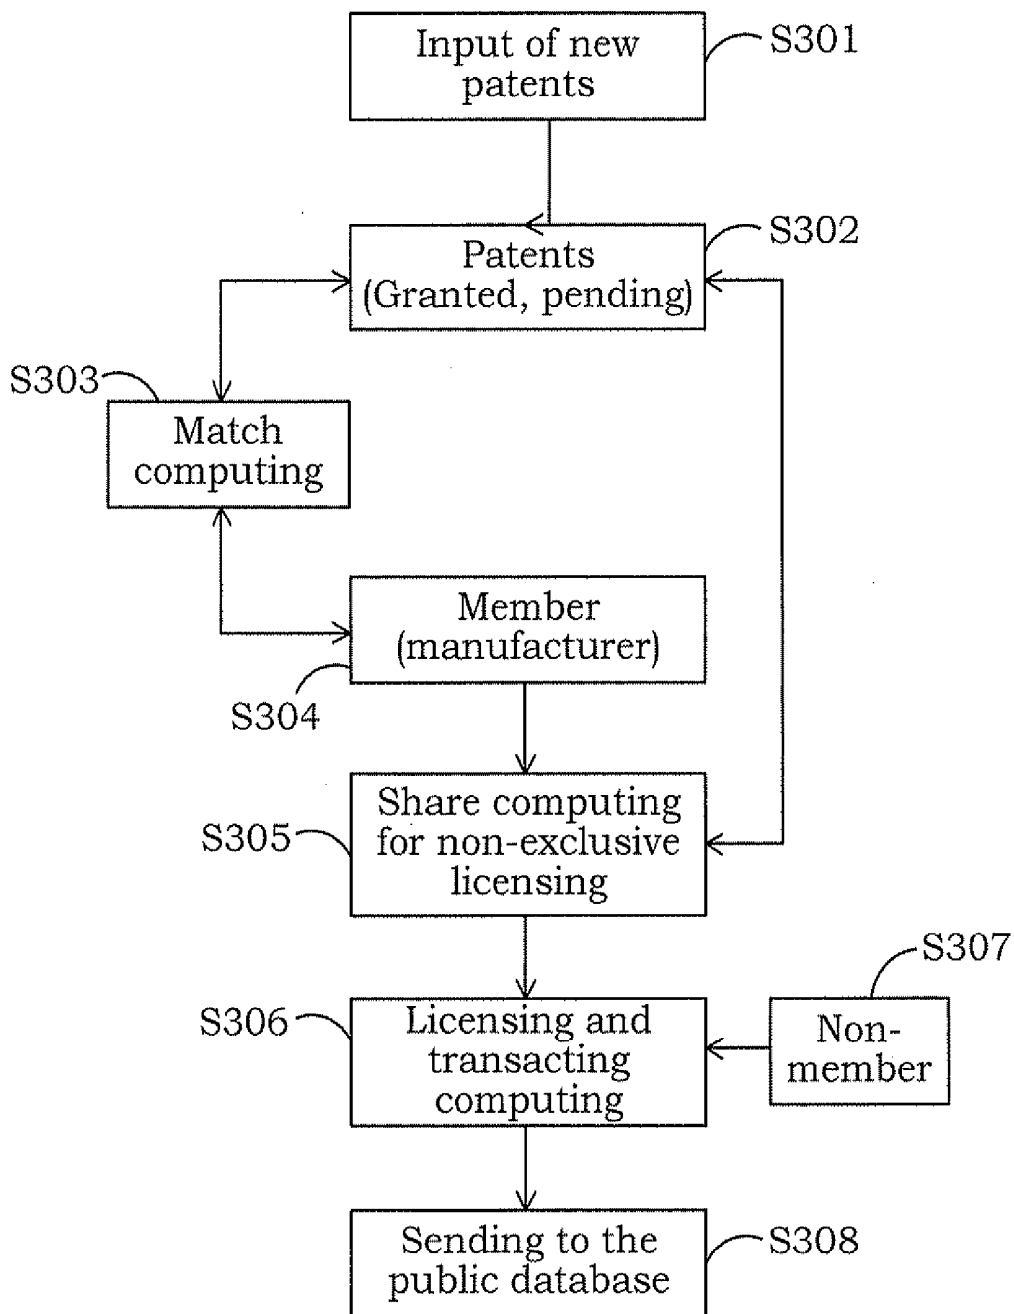 Input of new
patents
S301
Patents
(Granted, pending)
S302
S303
Match
computing
Member
(manufacturer)
S304
Share computing
for non-exclusive
licensing
S305
S306
Licensing and
transacting
computing
S307
Non-
member
Sending to the
public database
S308